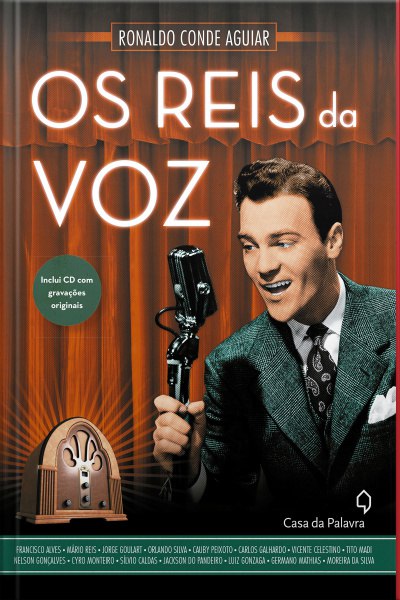 RONALDO CONDE AGUIAR
OS REIS da
VOZ
Inclui CD com
gravações
originais
Casa da Palavra
FRANCISCO ALVES • MÁRIO REIS • JORGE GOULART • ORLANDO SILVA • CAUBY PEIXOTO • CARLOS GALHARDO • VICENTE CELESTINO • TITO MADI
NELSON GONÇALVES • CYRO MONTEIRO • SÍLVIO CALDAS • JACKSON DO PANDEIRO • LUIZ GONZAGA • GERMANO MATHIAS • MOREIRA DA SILVA